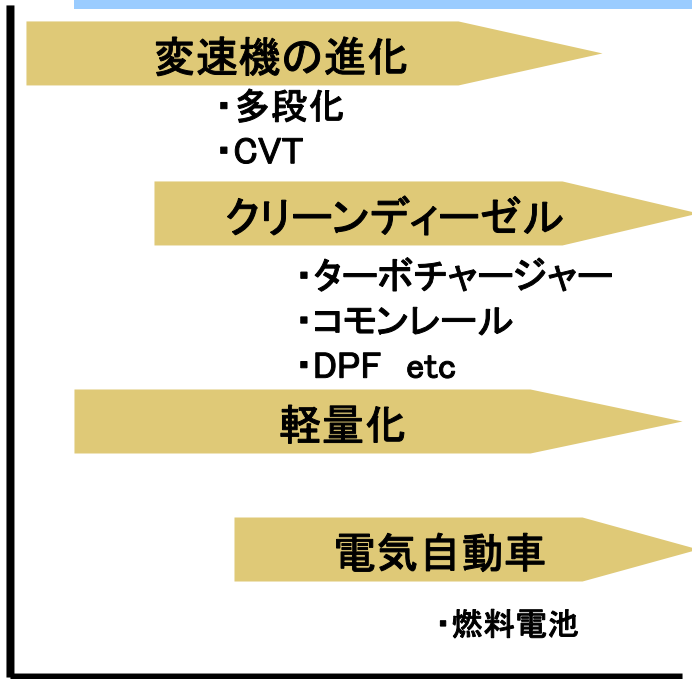 変速機の進化
・多段化
・CVT
クリーンディーゼル
・ターボチャージャー
・コモンレール
・DPF　etc
軽量化
電気自動車
・燃料電池